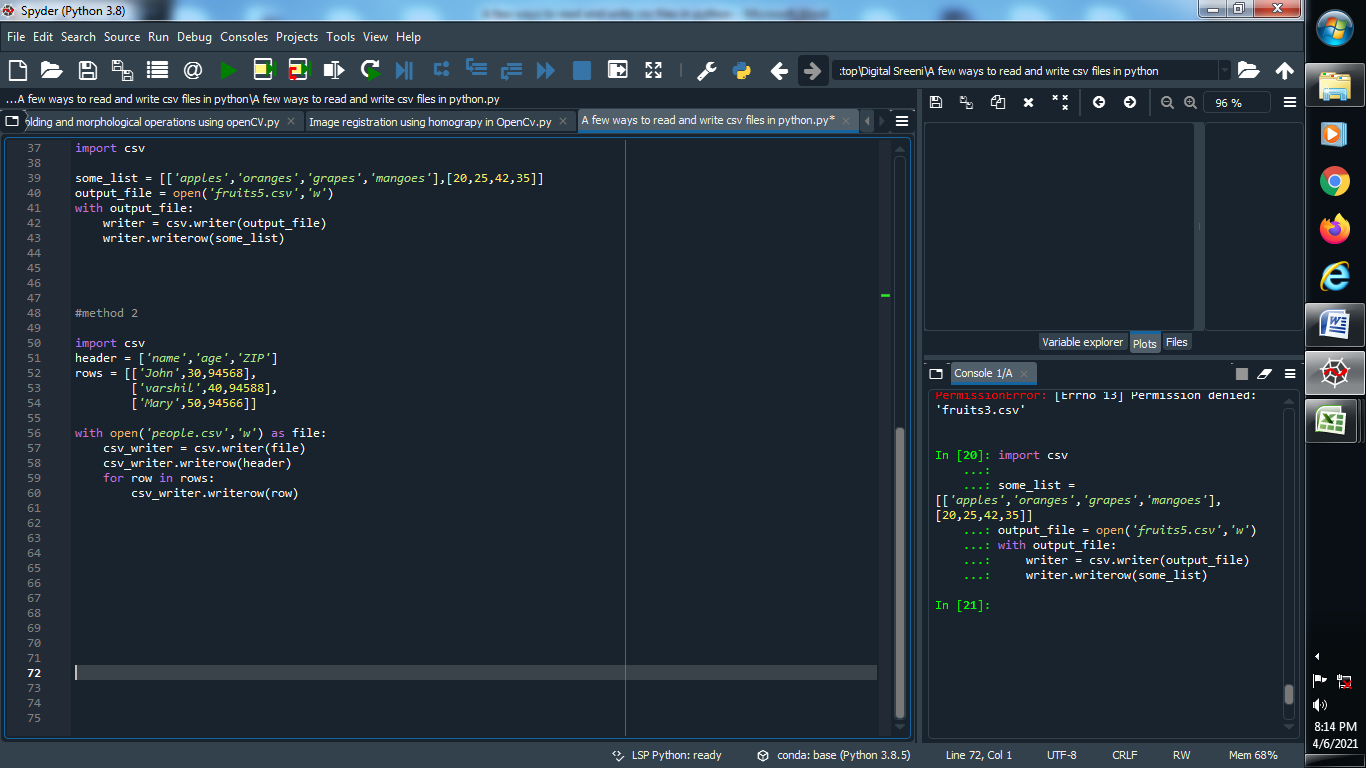 Spyder (Python 3.8)
File Edit Search Source Run Debug Consoles Projects Tools View Help
:top\Digital Sreeni\A few ways to read and write csv files in python
...A few ways to read and write csv files in python\A few ways to read and write csv files in python.py
olding and morphological operations using openCV.py
Image registration using homograpy in OpenCv.py
A few ways to read and write csv files in python.py*
37 import csv
38
39 some_list = [['apples','oranges','grapes','mangoes'],[20,25,42,35]]
40 output_file = open('fruits5.csv','w')
41 with output_file:
42     writer = csv.writer(output_file)
43     writer.writerow(some_list)
44
45
46
47
48 #method 2
49
50 import csv
51 header = ['name','age','ZIP']
52 rows = [['John',30,94568],
53         ['varshil',40,94588],
54         ['Mary',50,94566]]
55
56 with open('people.csv','w') as file:
57     csv_writer = csv.writer(file)
58     csv_writer.writerow(header)
59     for row in rows:
60         csv_writer.writerow(row)
61
62
63
64
65
66
67
68
69
70
71
72
73
74
75
96 %
Variable explorer Plots Files
Console 1/A
PermissionError: [Errno 13] Permission denied:
'fruits3.csv'
In [20]: import csv
    ...:
    ...: some_list =
[['apples','oranges','grapes','mangoes'],
[20,25,42,35]]
    ...: output_file = open('fruits5.csv','w')
    ...: with output_file:
    ...:     writer = csv.writer(output_file)
    ...:     writer.writerow(some_list)
In [21]:
LSP Python: ready conda: base (Python 3.8.5) Line 72, Col 1 UTF-8 CRLF RW Mem 68%
8:14 PM
4/6/2021